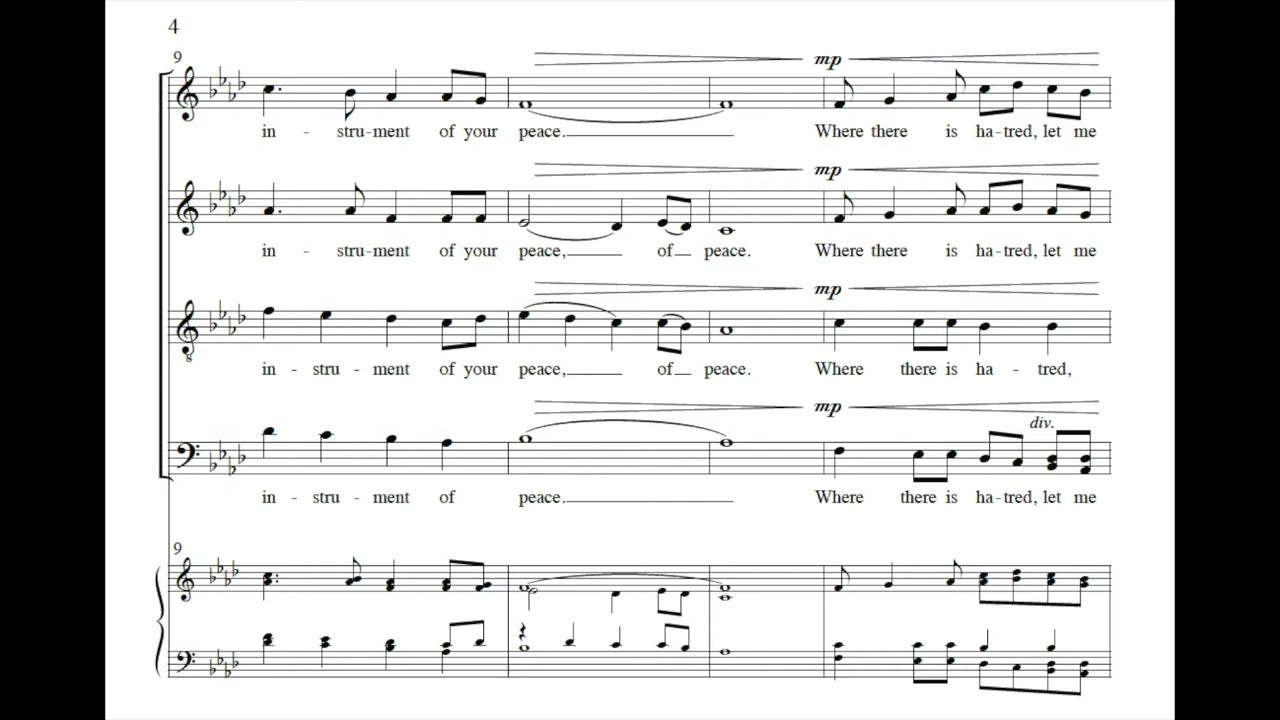 4
9
mp
in - stru-ment of your peace. Where there is ha-tred, let me
mp
in - stru-ment of your peace, of peace. Where there is ha-tred, let me
mp
in - stru - ment of your peace, of peace. Where there is ha - tred,
mp
div.
in - stru - ment of peace. Where there is ha-tred, let me
9